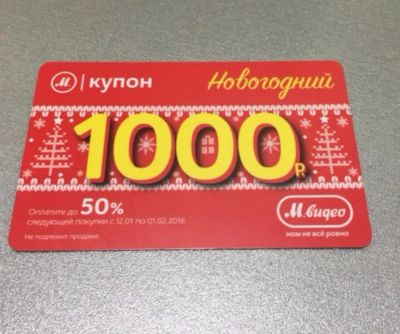 М | купон
Новогодний
1000 Р
Оплатите до 50%
следующей покупки с 12.01 по 01.02.2016
Не подлежит продаже
М.видео
нам не всё равно